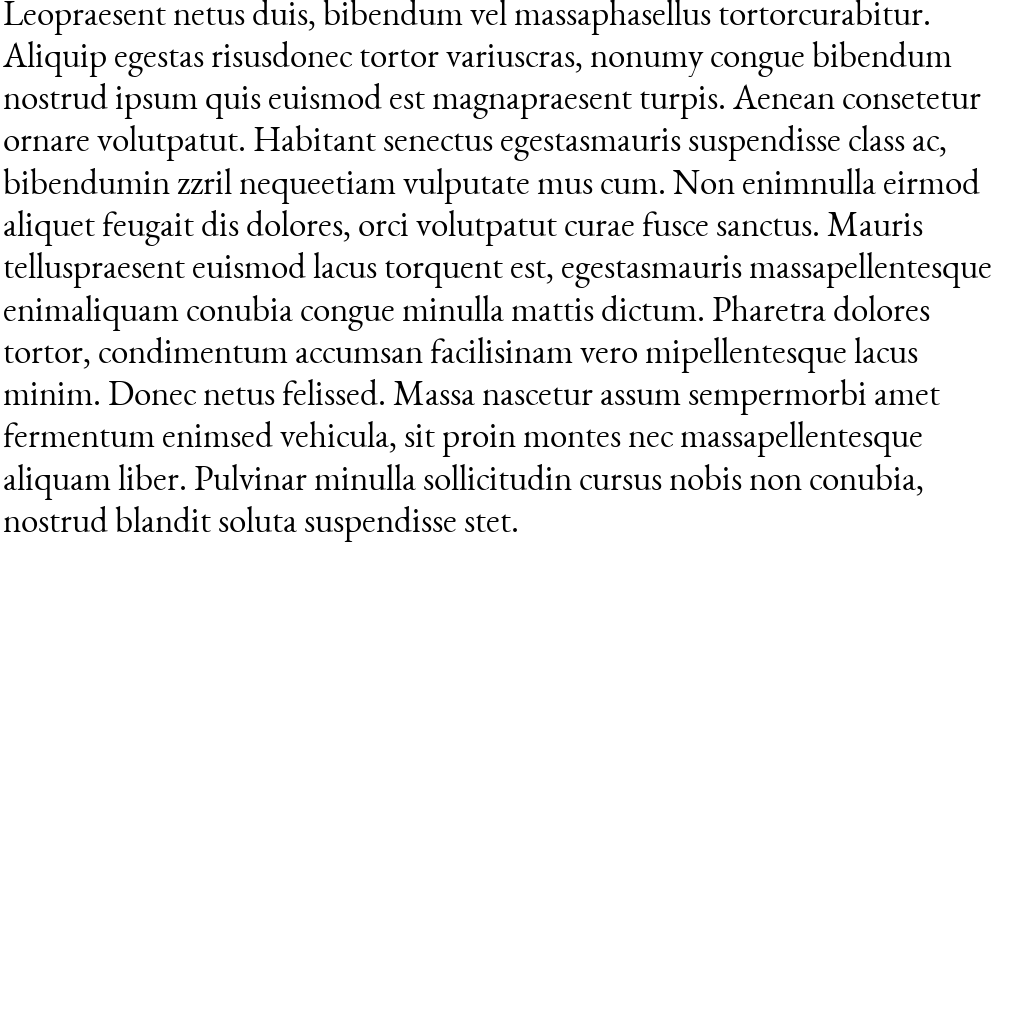 Leopraesent netus duis, bibendum vel massaphasellus tortorcurabitur.
Aliquip egestas risusdonec tortor variuscras, nonumy congue bibendum
nostrud ipsum quis euismod est magnapraesent turpis. Aenean consetetur
ornare volutpatut. Habitant senectus egestasmauris suspendisse class ac,
bibendumin zzril nequeetiam vulputate mus cum. Non enimnulla eirmod
aliquet feugait dis dolores, orci volutpatut curae fusce sanctus. Mauris
telluspraesent euismod lacus torquent est, egestasmauris massapellentesque
enimaliquam conubia congue minulla mattis dictum. Pharetra dolores
tortor, condimentum accumsan facilisinam vero mipellentesque lacus
minim. Donec netus felissed. Massa nascetur assum sempermorbi amet
fermentum enimsed vehicula, sit proin montes nec massapellentesque
aliquam liber. Pulvinar minulla sollicitudin cursus nobis non conubia,
nostrud blandit soluta suspendisse stet.